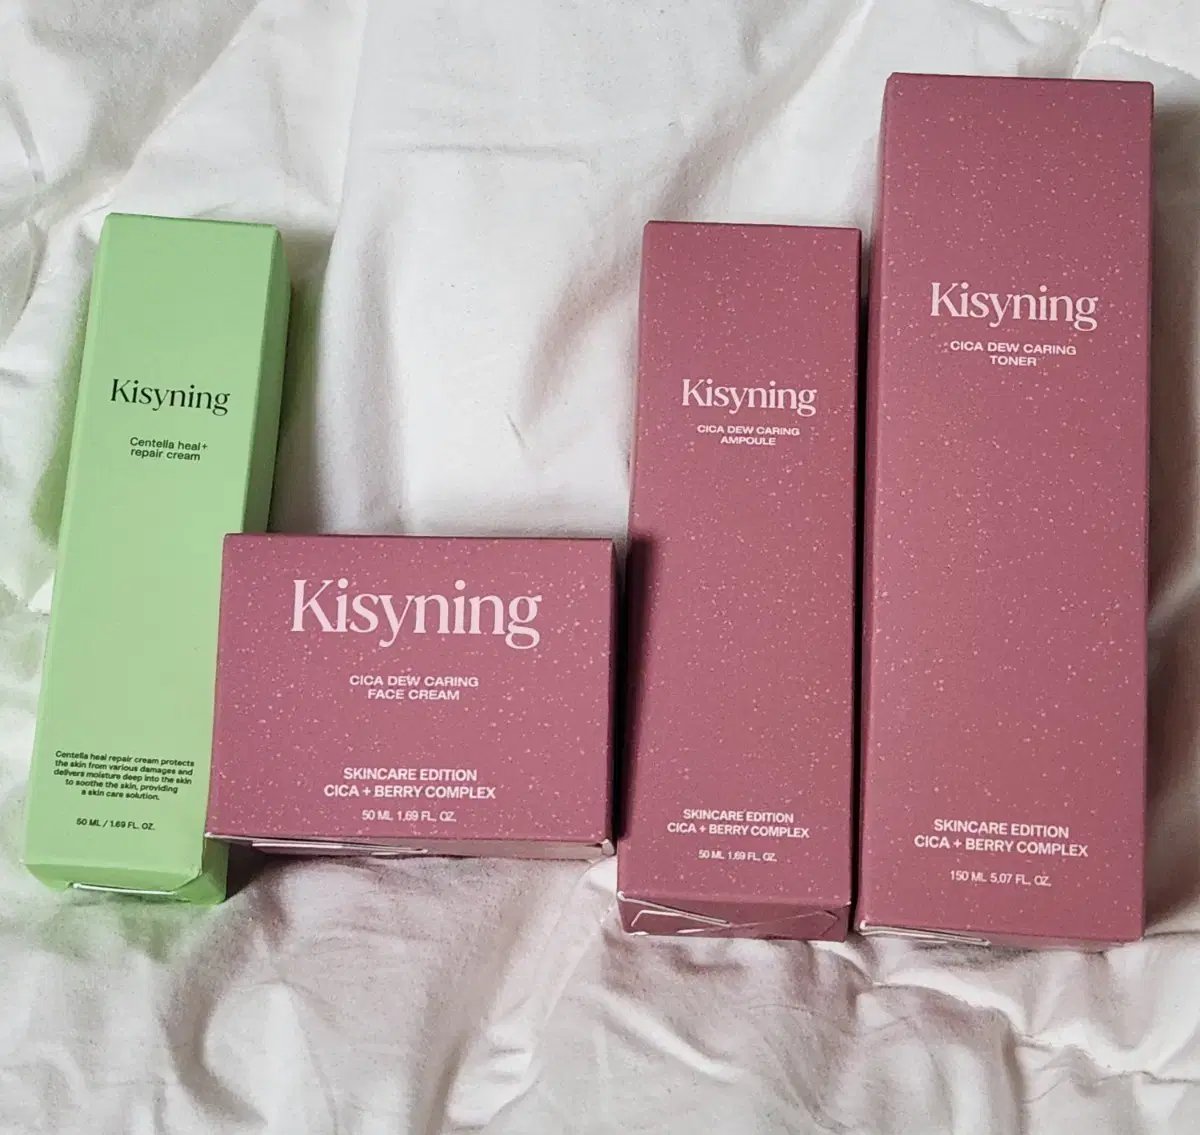 Kisyning
Centella heal+
repair cream
Centella heal repair cream protects
the skin from various damages and
delivers moisture deep into the skin
to soothe the skin, providing
a skin care solution.
50 ML / 1.69 FL. OZ.
Kisyning
CICA DEW CARING
FACE CREAM
SKINCARE EDITION
CICA + BERRY COMPLEX
50 ML 1.69 FL. OZ.
Kisyning
CICA DEW CARING
AMPOULE
SKINCARE EDITION
CICA + BERRY COMPLEX
50 ML 1.69 FL. OZ.
Kisyning
CICA DEW CARING
TONER
SKINCARE EDITION
CICA + BERRY COMPLEX
150 ML 5.07 FL. OZ.